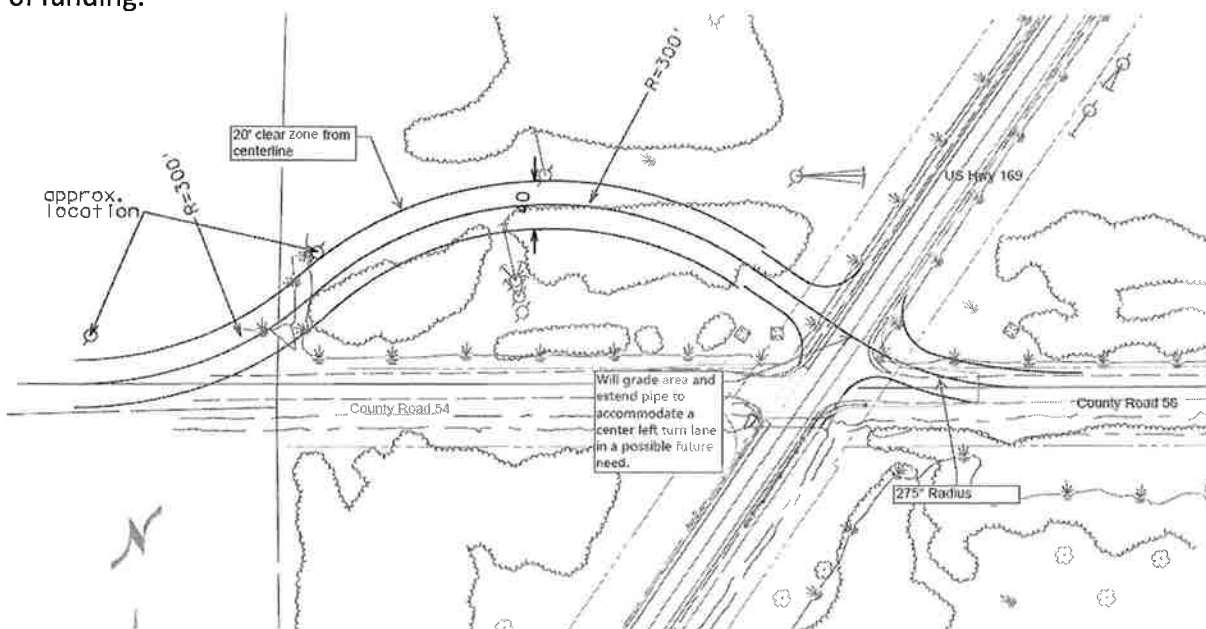 of funding.
R=300'
20' clear zone from
centerline
US Hwy 169
approx.
location
R=300'
40
Will grade area and
extend pipe to
accommodate a
center left turn lane
in a possible future
need.
County Road 54
County Road 56
275" Radius
N